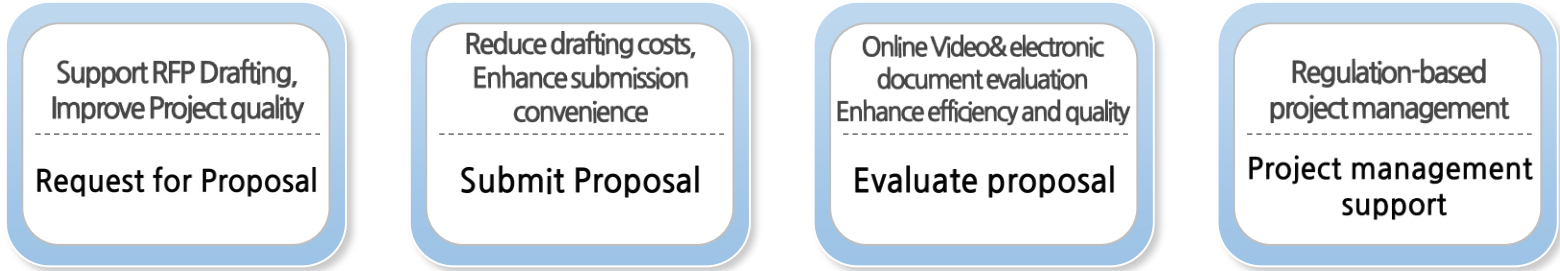 Support RFP Drafting,
Improve Project quality
Request for Proposal
Reduce drafting costs,
Enhance submission
convenience
Submit Proposal
Online Video& electronic
document evaluation
Enhance efficiency and quality
Evaluate proposal
Regulation-based
project management
Project management
support